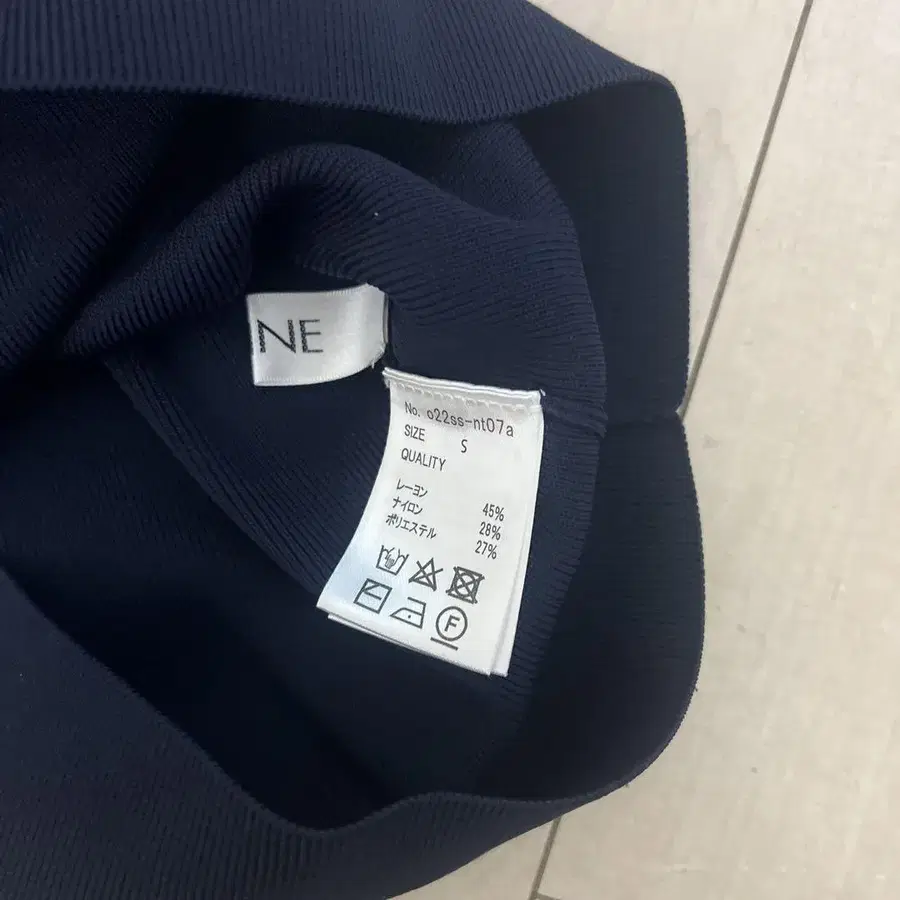 NE
No. o22ss-nt07a
SIZE S
QUALITY
レーヨン 45%
ナイロン 28%
ポリエステル 27%
F